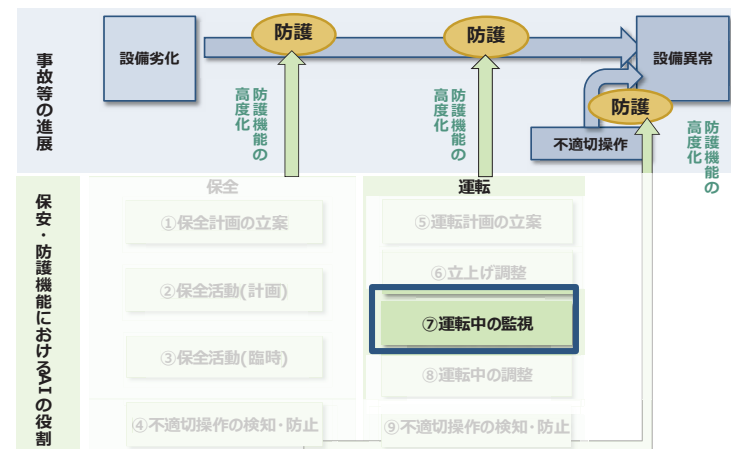 事故等の進展
設備劣化
防護
防護
設備異常
防護機能の
高度化
防護機能の
高度化
防護
不適切操作
防護機能の
高度化
保安・防護機能におけるAIの役割
保全
①保全計画の立案
②保全活動(計画)
③保全活動(臨時)
④不適切操作の検知・防止
運転
⑤運転計画の立案
⑥立上げ調整
⑦運転中の監視
⑧運転中の調整
⑨不適切操作の検知・防止